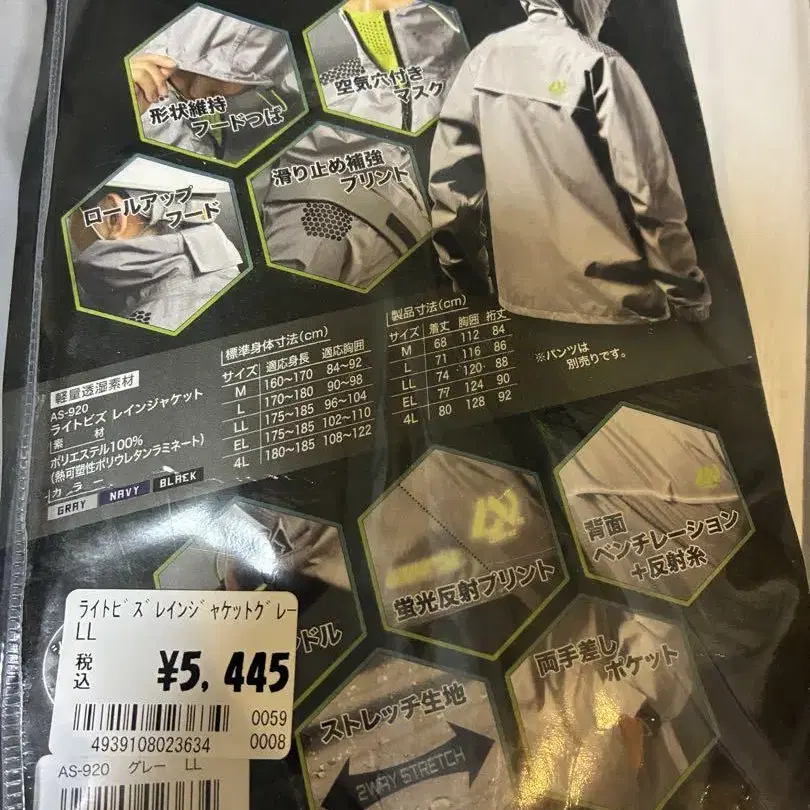 形状維持
フードつば
空気穴付き
マスク
ロールアップ
フード
滑り止め補強
プリント
軽量透湿素材
AS-920
ライトビズ レインジャケット
素材
ポリエステル100%
(熱可塑性ポリウレタンラミネート)
カラー
GRAY NAVY BLACK
標準身体寸法(cm)
サイズ 適応身長 適応胸囲
M 160~170 84~92
L 170~180 90~98
LL 175~185 96~104
EL 175~185 102~110
4L 180~185 108~122
製品寸法(cm)
サイズ 着丈 胸囲 裄丈
M 68 112 84
L 71 116 86
LL 74 120 88
EL 77 124 90
4L 80 128 92
※パンツは
別売りです。
蛍光反射プリント
背面
ベンチレーション
+反射糸
ドル
両手差し
ポケット
ストレッチ生地
2WAY STRETCH
ライトビズレインジャケットグレー
LL
税込
¥5,445
0059
4939108023634 0008
AS-920 グレー LL